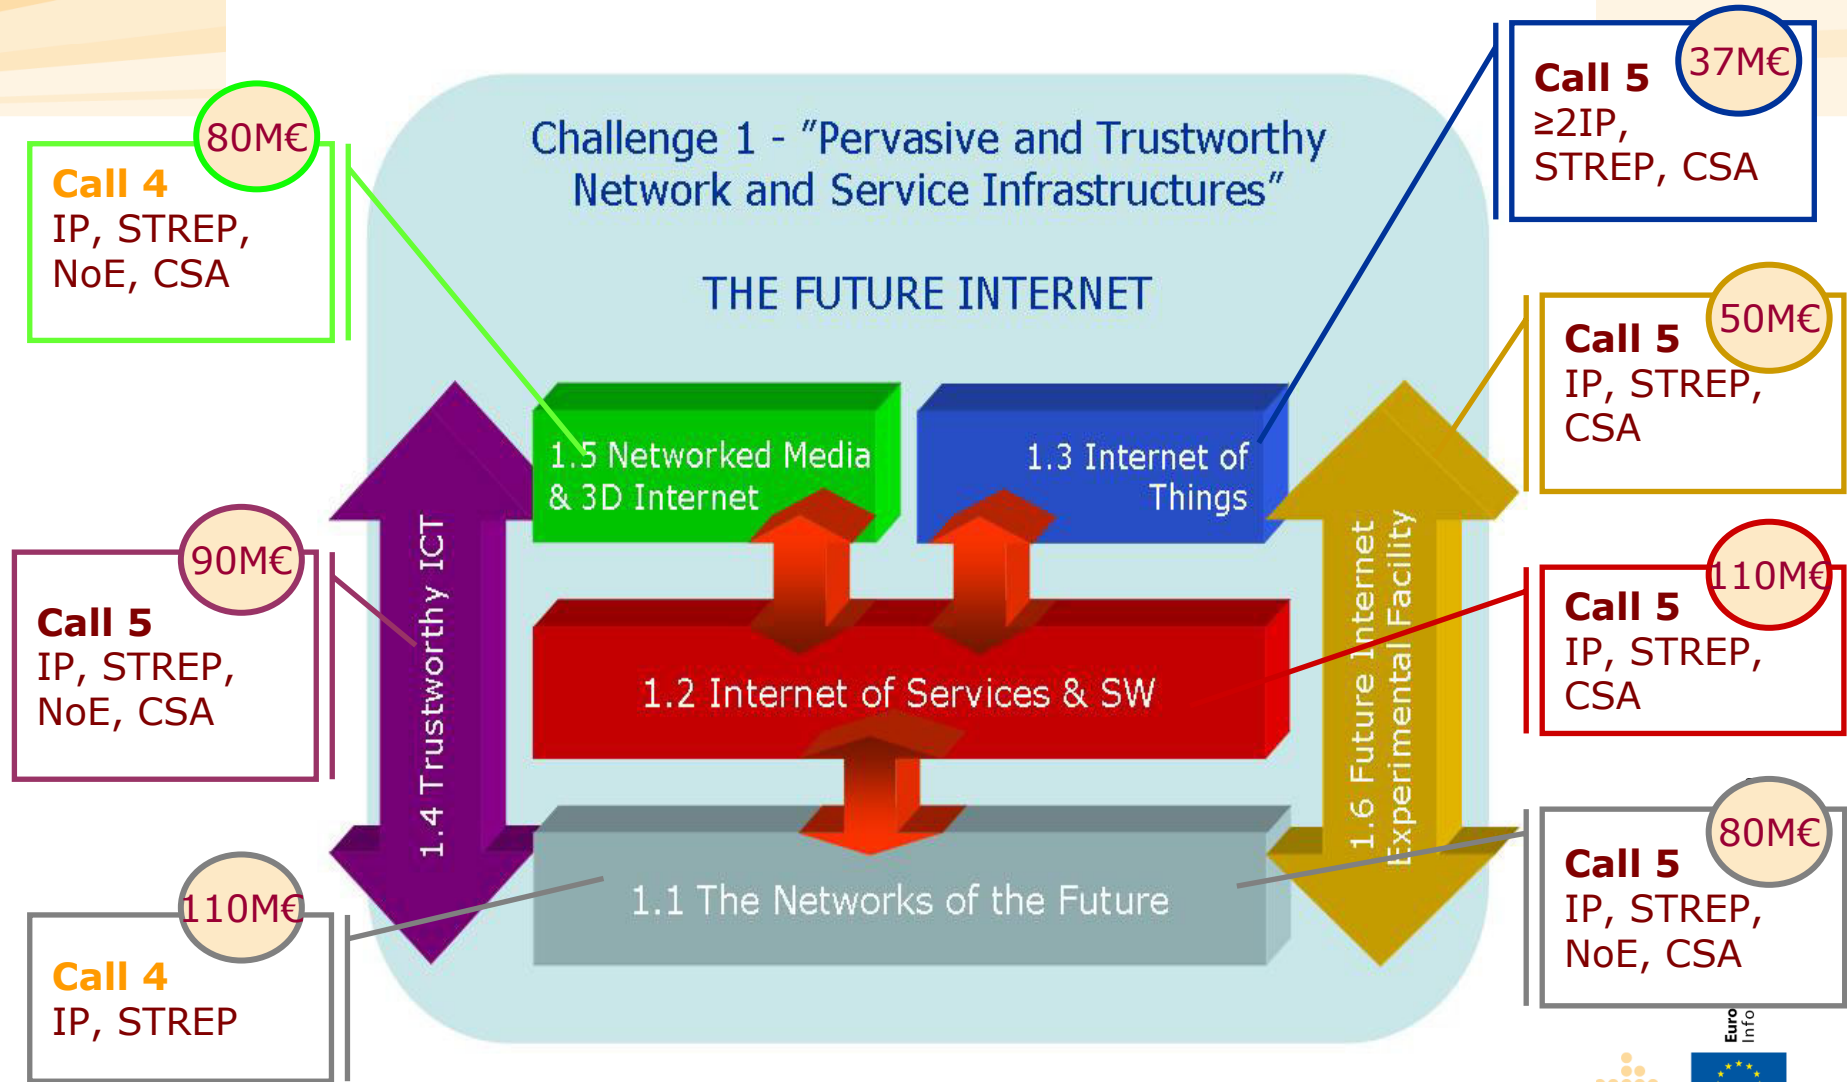 Challenge 1 - "Pervasive and Trustworthy
Network and Service Infrastructures"
THE FUTURE INTERNET
80M€
Call 4
IP, STREP,
NoE, CSA
37M€
Call 5
≥2IP,
STREP, CSA
50M€
Call 5
IP, STREP,
CSA
1.5 Networked Media
& 3D Internet
1.3 Internet of
Things
90M€
Call 5
IP, STREP,
NoE, CSA
1.4 Trustworthy ICT
1.6 Future Internet
Experimental Facility
110M€
Call 5
IP, STREP,
CSA
1.2 Internet of Services & SW
110M€
Call 4
IP, STREP
1.1 The Networks of the Future
80M€
Call 5
IP, STREP,
NoE, CSA
Euro
Info